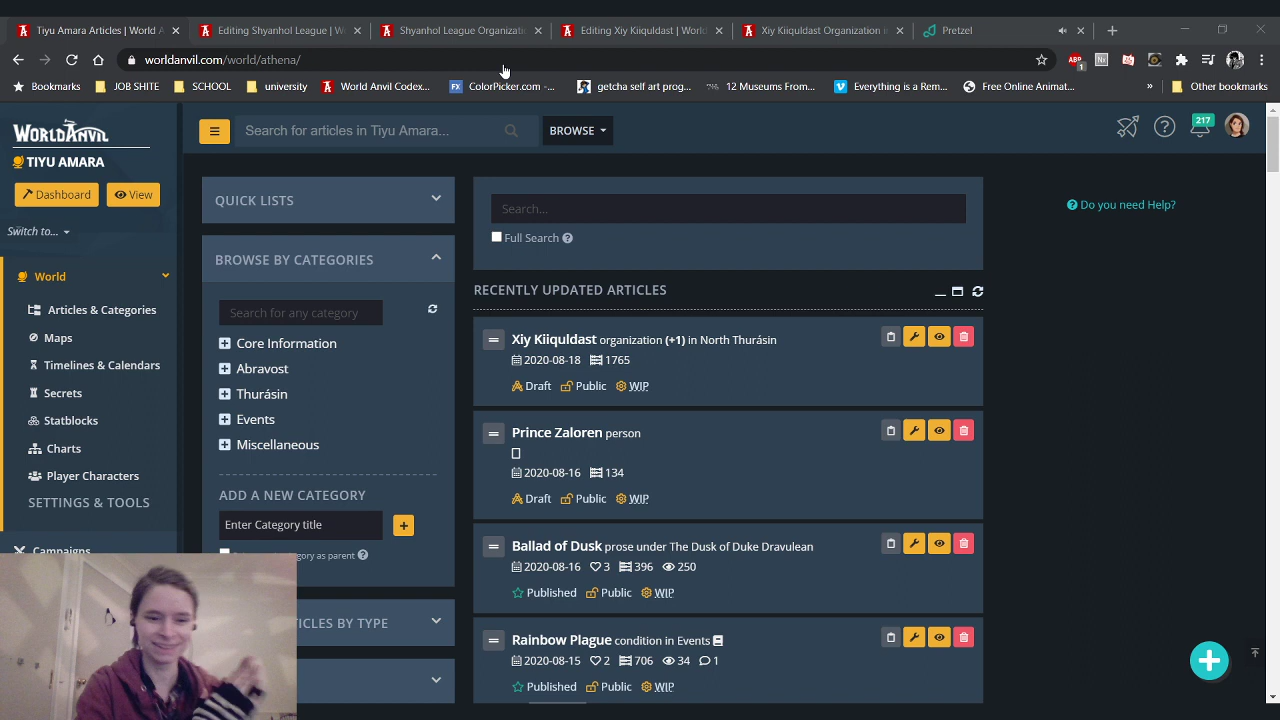 Tiyu Amara Articles | World A
Editing Shyanhol League | W
Shyanhol League Organizati
Editing Xiy Kiiquldast | World
Xiy Kiiquldast Organization in
Pretzel
worldanvil.com/world/athena/
ABP
1
Bookmarks
JOB SHITE
SCHOOL
university
World Anvil Codex...
FX
ColorPicker.com -...
getcha self art prog...
12 Museums From...
Everything is a Rem...
Free Online Animat...
»
Other bookmarks
WORLDANVIL
TIYU AMARA
Dashboard
View
Switch to...
World
Articles & Categories
Maps
Timelines & Calendars
Secrets
Statblocks
Charts
Player Characters
SETTINGS & TOOLS
Campaigns
Search for articles in Tiyu Amara...
BROWSE
217
QUICK LISTS
BROWSE BY CATEGORIES
Search for any category
Core Information
Abravost
Thurásin
Events
Miscellaneous
ADD A NEW CATEGORY
Enter Category title
category as parent
TICLES BY TYPE
Search...
Full Search
RECENTLY UPDATED ARTICLES
Xiy Kiiquldast organization (+1) in North Thurásin
2020-08-18 1765
Draft Public WIP
Prince Zaloren person
2020-08-16 134
Draft Public WIP
Ballad of Dusk prose under The Dusk of Duke Dravulean
2020-08-16 3 396 250
Published Public WIP
Rainbow Plague condition in Events
2020-08-15 2 706 34 1
Published Public WIP
Do you need Help?